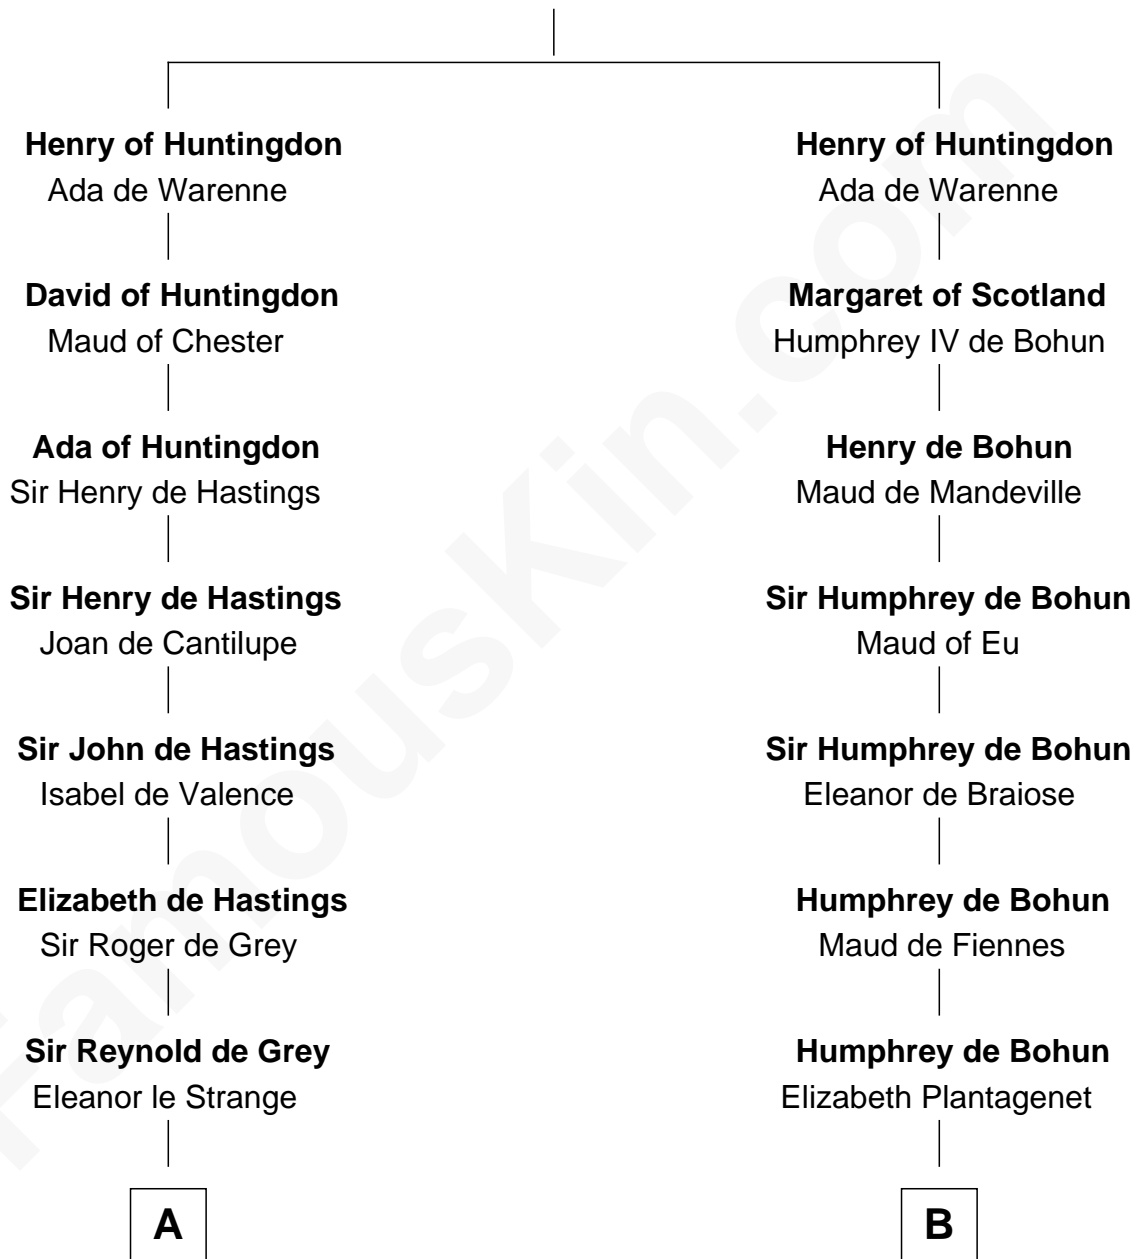 Henry of Huntingdon
Ada de Warenne
David of Huntingdon
Maud of Chester
Ada of Huntingdon
Sir Henry de Hastings
Sir Henry de Hastings
Joan de Cantilupe
Sir John de Hastings
Isabel de Valence
Elizabeth de Hastings
Sir Roger de Grey
Sir Reynold de Grey
Eleanor le Strange
A
Henry of Huntingdon
Ada de Warenne
Margaret of Scotland
Humphrey IV de Bohun
Henry de Bohun
Maud de Mandeville
Sir Humphrey de Bohun
Maud of Eu
Sir Humphrey de Bohun
Eleanor de Braiose
Humphrey de Bohun
Maud de Fiennes
Humphrey de Bohun
Elizabeth Plantagenet
B
FamousKin.com